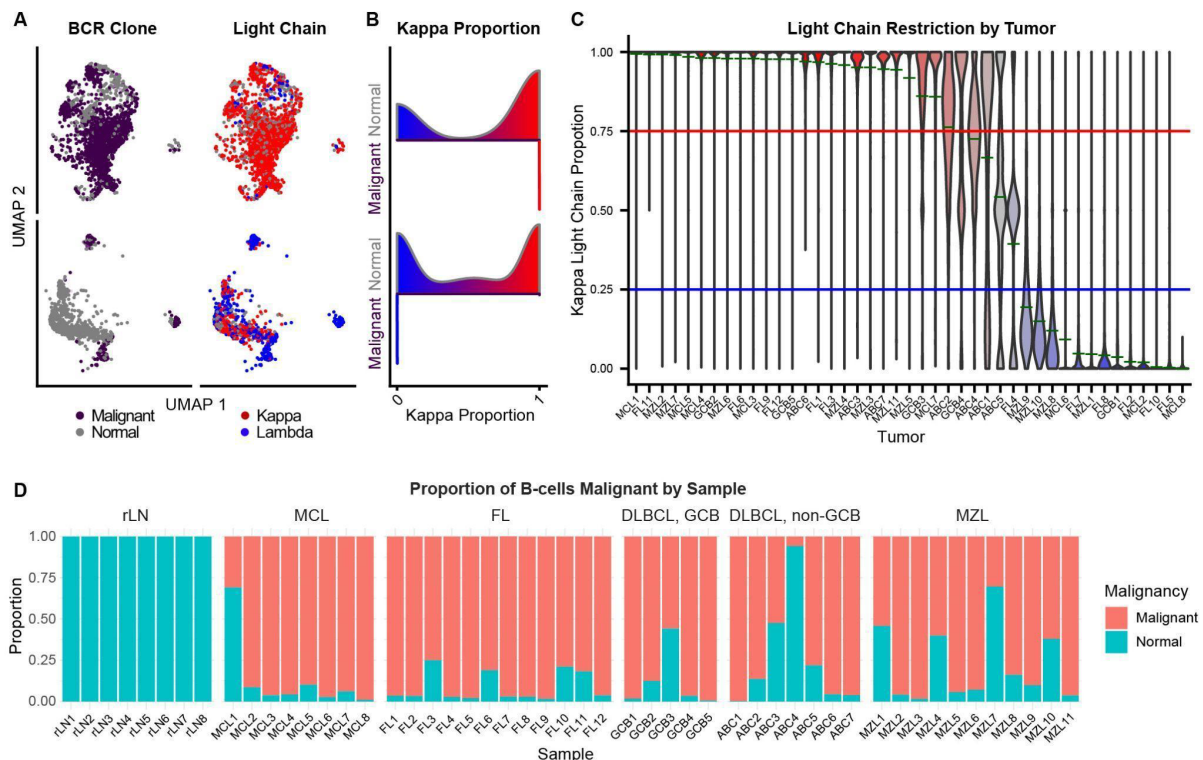 A
BCR Clone
Light Chain
UMAP 2
UMAP 1
Malignant
Normal
Kappa
Lambda
B
Kappa Proportion
Normal
Malignant
Normal
Malignant
0
1
Kappa Proportion
C
Light Chain Restriction by Tumor
Kappa Light Chain Propotion
1.00
0.75
0.50
0.25
0.00
MCL1 FL11 MZL2 MZL7 MCL5 MCL4 GCB2 MZL6 FL6 MCL3 FL9 FL12 GCB5 ABC6 FL1 FL3 MZL4 ABC3 ABC7 MZL11 MZL5 GCB3 MCL7 ABC2 GCB4 ABC4 ABC1 ABC5 FL4 MZL9 MZL10 MCL6 FL7 MZL1 FL8 GCB1 FL2 MCL2 FL10 FL5 MCL8
Tumor
D
Proportion of B-cells Malignant by Sample
rLN
MCL
FL
DLBCL, GCB
DLBCL, non-GCB
MZL
Proportion
1.00
0.75
0.50
0.25
0.00
rLN1 rLN2 rLN3 rLN4 rLN5 rLN6 rLN7 rLN8
MCL1 MCL2 MCL3 MCL4 MCL5 MCL6 MCL7 MCL8
FL1 FL2 FL3 FL4 FL5 FL6 FL7 FL8 FL9 FL10 FL11 FL12
GCB1 GCB2 GCB3 GCB4 GCB5
ABC1 ABC2 ABC3 ABC4 ABC5 ABC6 ABC7
MZL1 MZL2 MZL3 MZL4 MZL5 MZL6 MZL7 MZL8 MZL9 MZL10 MZL11
Sample
Malignancy
Malignant
Normal